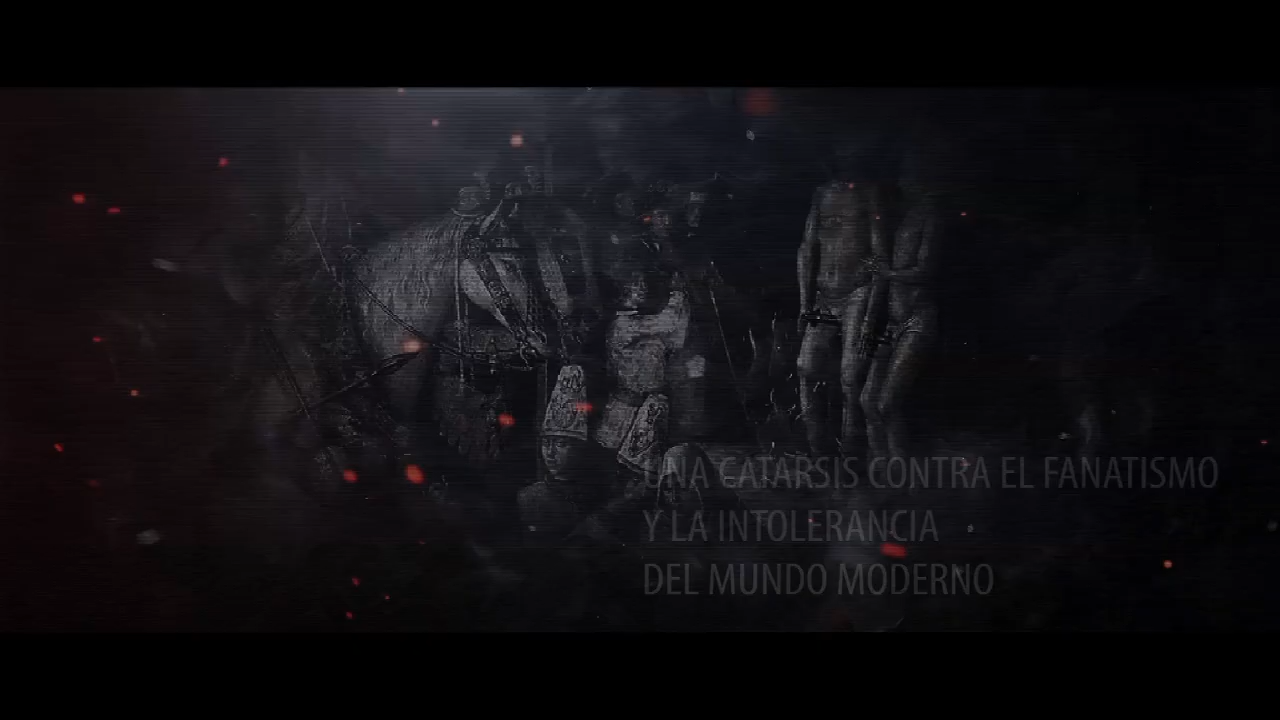 UNA CATARSIS CONTRA EL FANATISMO
Y LA INTOLERANCIA
DEL MUNDO MODERNO